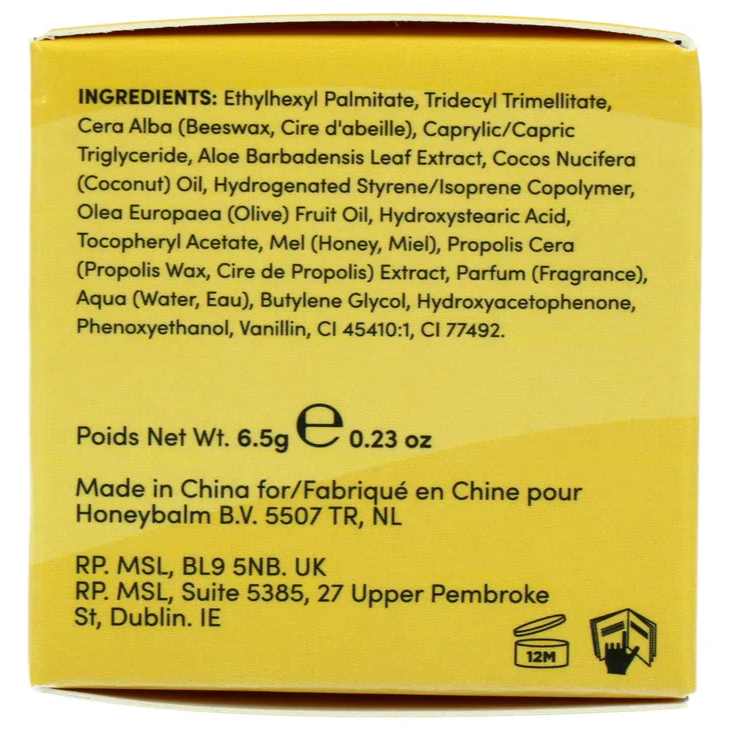 INGREDIENTS: Ethylhexyl Palmitate, Tridecyl Trimellitate,
Cera Alba (Beeswax, Cire d'abeille), Caprylic/Capric
Triglyceride, Aloe Barbadensis Leaf Extract, Cocos Nucifera
(Coconut) Oil, Hydrogenated Styrene/Isoprene Copolymer,
Olea Europaea (Olive) Fruit Oil, Hydroxystearic Acid,
Tocopheryl Acetate, Mel (Honey, Miel), Propolis Cera
(Propolis Wax, Cire de Propolis) Extract, Parfum (Fragrance),
Aqua (Water, Eau), Butylene Glycol, Hydroxyacetophenone,
Phenoxyethanol, Vanillin, CI 45410:1, CI 77492.
Poids Net Wt. 6.5g e 0.23 oz
Made in China for/Fabriqué en Chine pour
Honeybalm B.V. 5507 TR, NL
RP. MSL, BL9 5NB. UK
RP. MSL, Suite 5385, 27 Upper Pembroke
St, Dublin. IE
12M